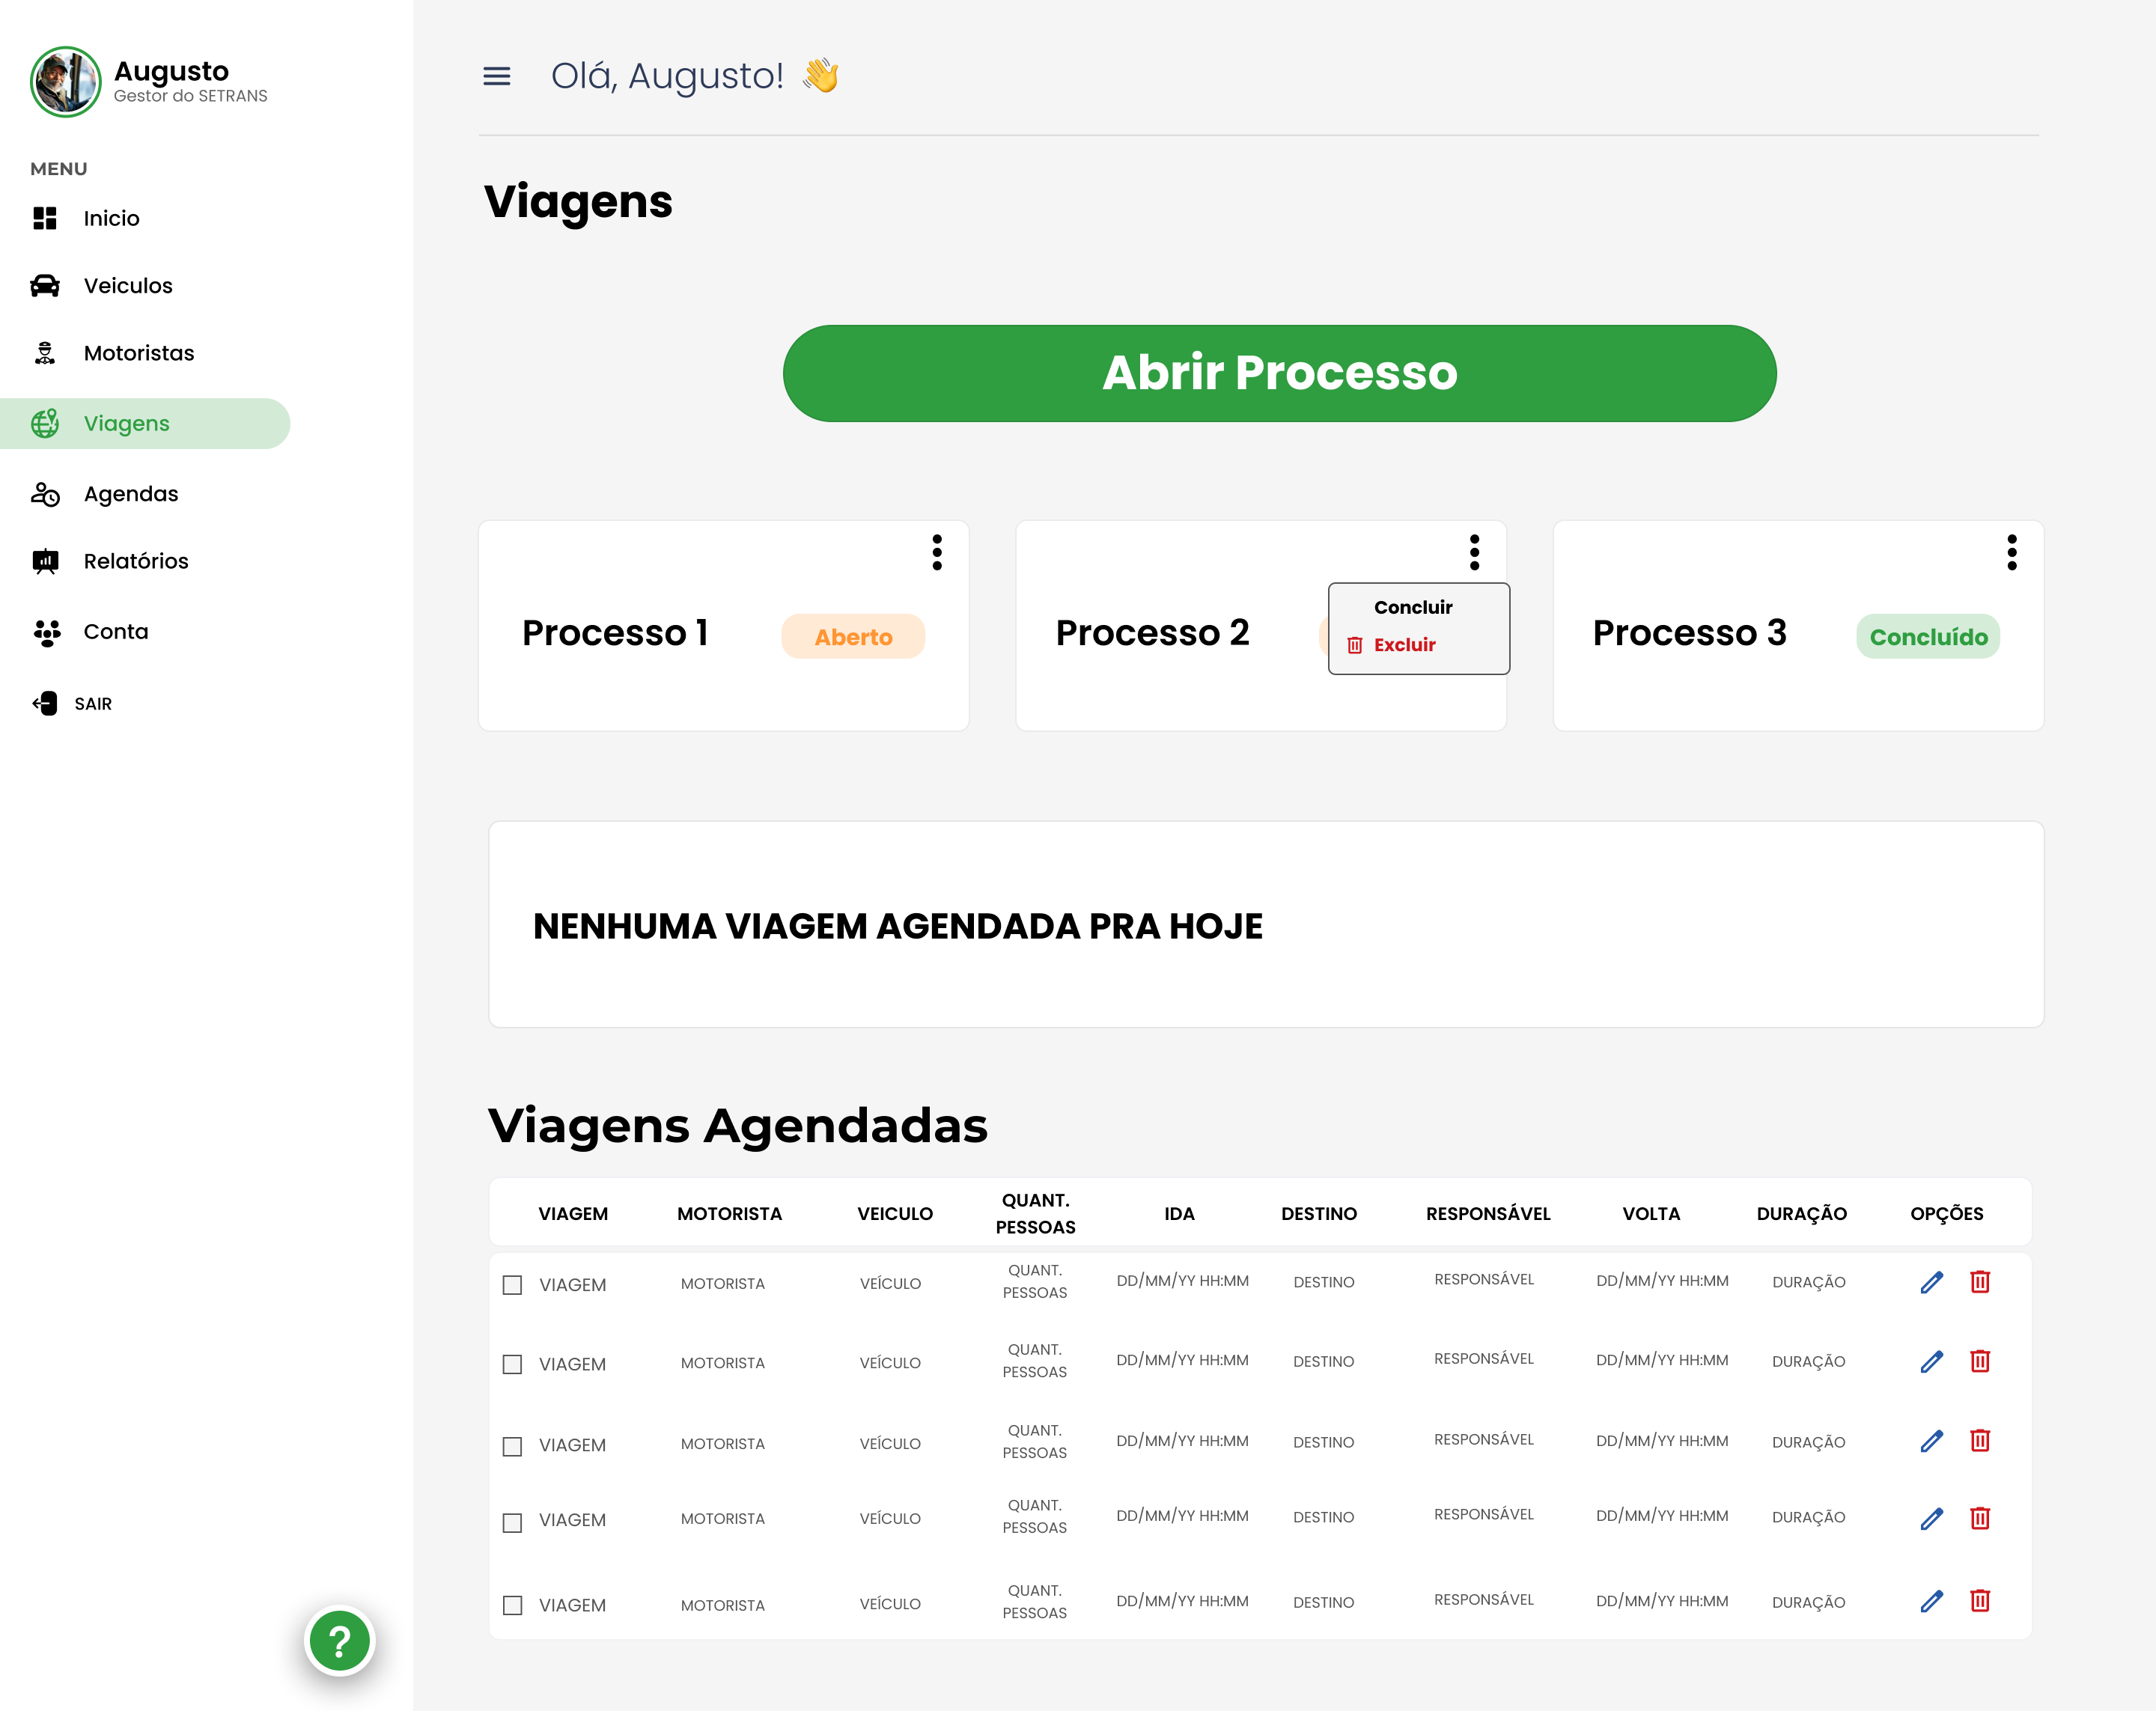 Augusto
Gestor do SETRANS
MENU
Inicio
Veiculos
Motoristas
Viagens
Agendas
Relatórios
Conta
SAIR
?
Olá, Augusto! 👋
Viagens
Abrir Processo
Processo 1 Aberto
Processo 2
Concluir
Excluir
Processo 3 Concluído
NENHUMA VIAGEM AGENDADA PRA HOJE
Viagens Agendadas
VIAGEM MOTORISTA VEICULO QUANT. PESSOAS IDA DESTINO RESPONSÁVEL VOLTA DURAÇÃO OPÇÕES
VIAGEM MOTORISTA VEÍCULO QUANT. PESSOAS DD/MM/YY HH:MM DESTINO RESPONSÁVEL DD/MM/YY HH:MM DURAÇÃO
VIAGEM MOTORISTA VEÍCULO QUANT. PESSOAS DD/MM/YY HH:MM DESTINO RESPONSÁVEL DD/MM/YY HH:MM DURAÇÃO
VIAGEM MOTORISTA VEÍCULO QUANT. PESSOAS DD/MM/YY HH:MM DESTINO RESPONSÁVEL DD/MM/YY HH:MM DURAÇÃO
VIAGEM MOTORISTA VEÍCULO QUANT. PESSOAS DD/MM/YY HH:MM DESTINO RESPONSÁVEL DD/MM/YY HH:MM DURAÇÃO
VIAGEM MOTORISTA VEÍCULO QUANT. PESSOAS DD/MM/YY HH:MM DESTINO RESPONSÁVEL DD/MM/YY HH:MM DURAÇÃO